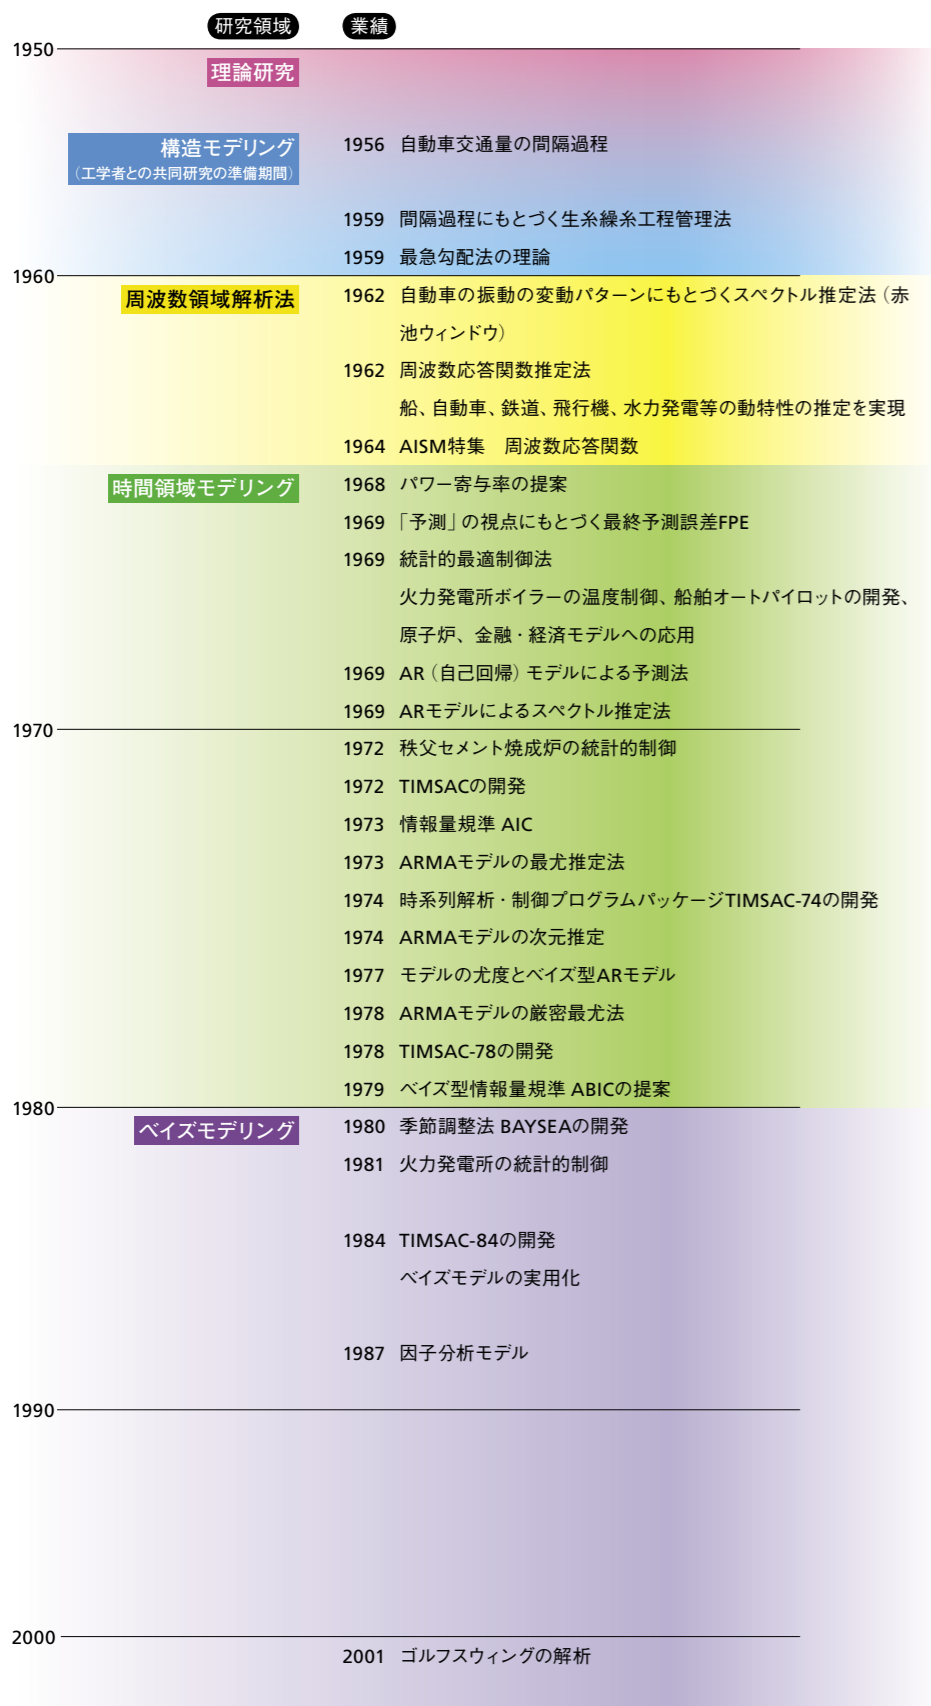 研究領域 業績
1950
理論研究
構造モデリング
（工学者との共同研究の準備期間）
1956 自動車交通量の間隔過程
1959 間隔過程にもとづく生糸繰糸工程管理法
1959 最急勾配法の理論
1960
周波数領域解析法
1962 自動車の振動の変動パターンにもとづくスペクトル推定法（赤
池ウィンドウ）
1962 周波数応答関数推定法
船、自動車、鉄道、飛行機、水力発電等の動特性の推定を実現
1964 AISM特集　周波数応答関数
時間領域モデリング
1968 パワー寄与率の提案
1969 「予測」の視点にもとづく最終予測誤差FPE
1969 統計的最適制御法
火力発電所ボイラーの温度制御、船舶オートパイロットの開発、
原子炉、金融・経済モデルへの応用
1969 AR（自己回帰）モデルによる予測法
1969 ARモデルによるスペクトル推定法
1970
1972 秩父セメント焼成炉の統計的制御
1972 TIMSACの開発
1973 情報量規準 AIC
1973 ARMAモデルの最尤推定法
1974 時系列解析・制御プログラムパッケージTIMSAC-74の開発
1974 ARMAモデルの次元推定
1977 モデルの尤度とベイズ型ARモデル
1978 ARMAモデルの厳密最尤法
1978 TIMSAC-78の開発
1979 ベイズ型情報量規準 ABICの提案
1980
ベイズモデリング
1980 季節調整法 BAYSEAの開発
1981 火力発電所の統計的制御
1984 TIMSAC-84の開発
ベイズモデルの実用化
1987 因子分析モデル
1990
2000
2001 ゴルフスウィングの解析